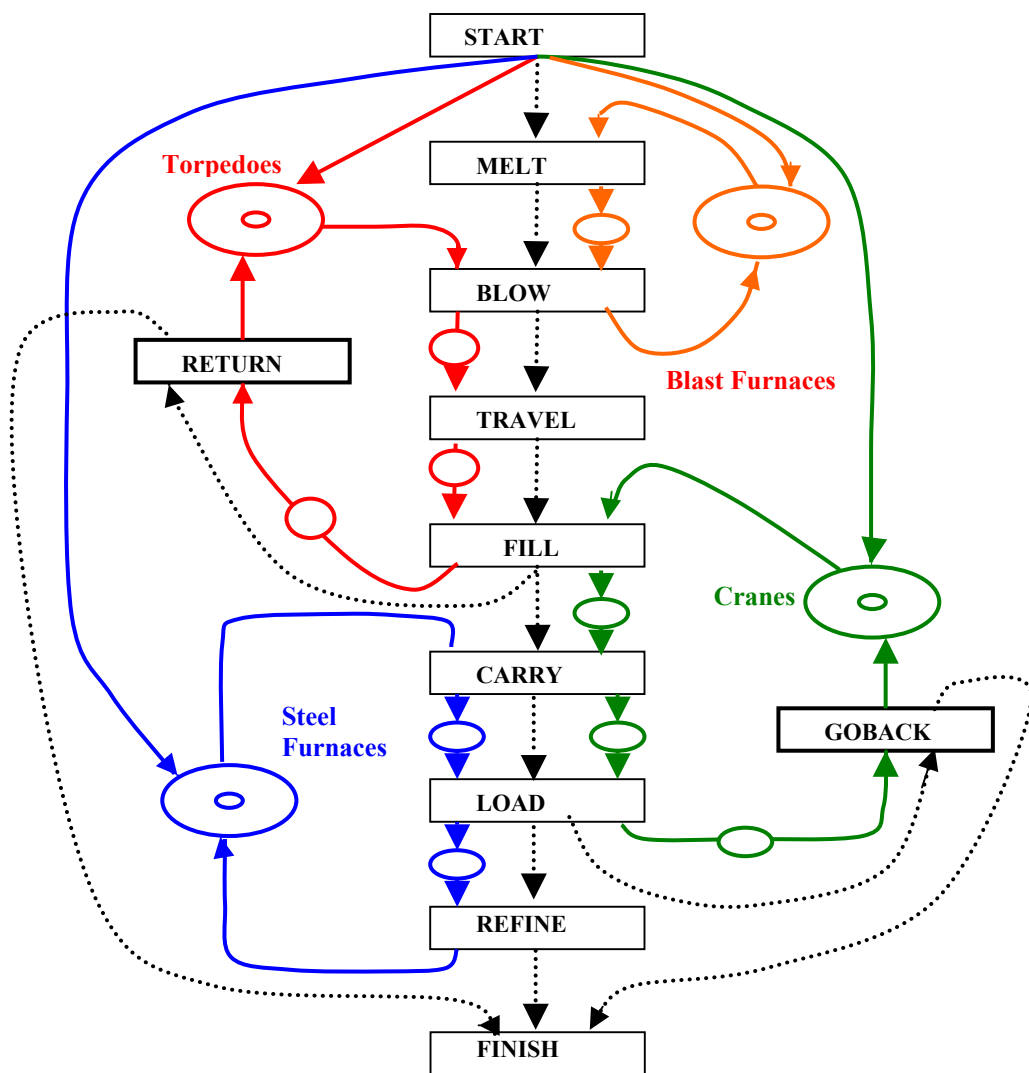 START
MELT
Torpedoes
BLOW
RETURN
Blast Furnaces
TRAVEL
FILL
Cranes
CARRY
Steel
Furnaces
GOBACK
LOAD
REFINE
FINISH